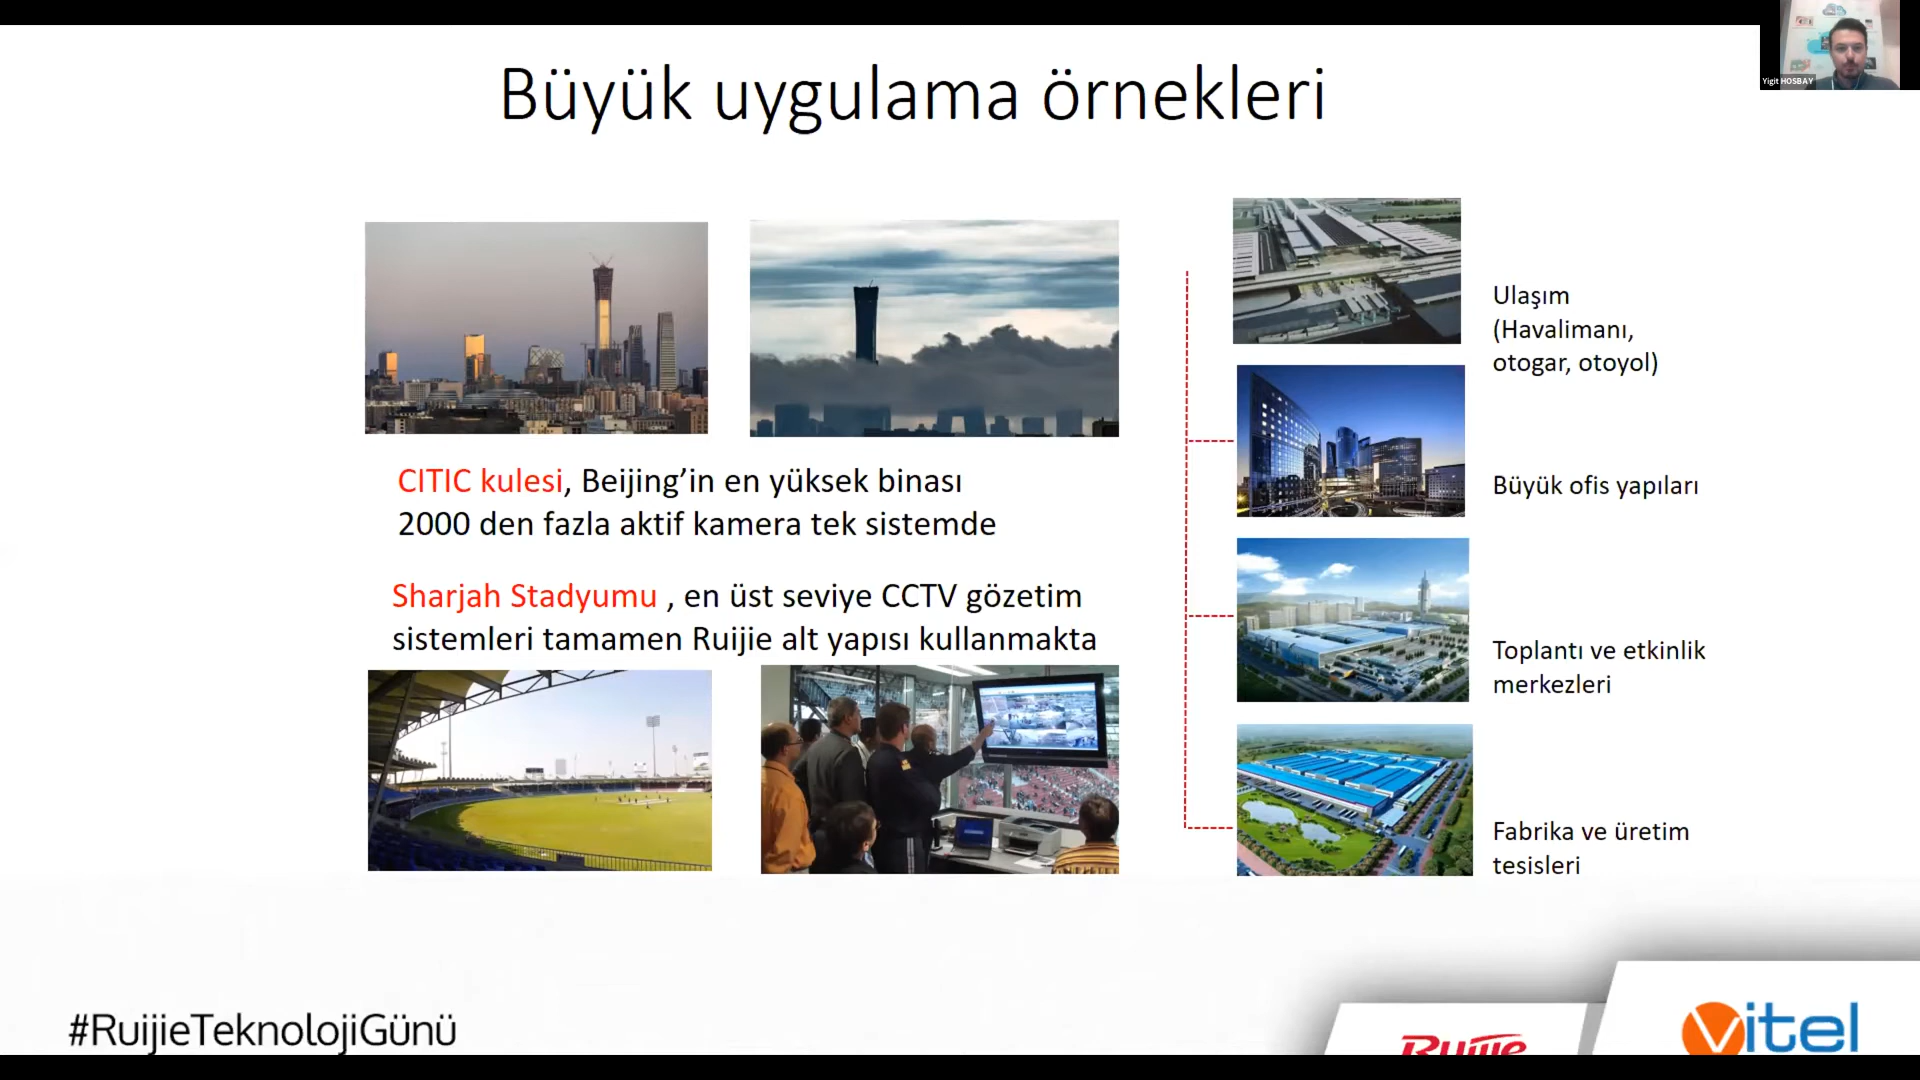 Büyük uygulama örnekleri
Yigit HOSBAY
CITIC kulesi, Beijing’in en yüksek binası
2000 den fazla aktif kamera tek sistemde
Sharjah Stadyumu , en üst seviye CCTV gözetim
sistemleri tamamen Ruijie alt yapısı kullanmakta
Ulaşım
(Havalimanı,
otogar, otoyol)
Büyük ofis yapıları
Toplantı ve etkinlik
merkezleri
Fabrika ve üretim
tesisleri
#RuijieTeknolojiGünü
Ruijie
vitel